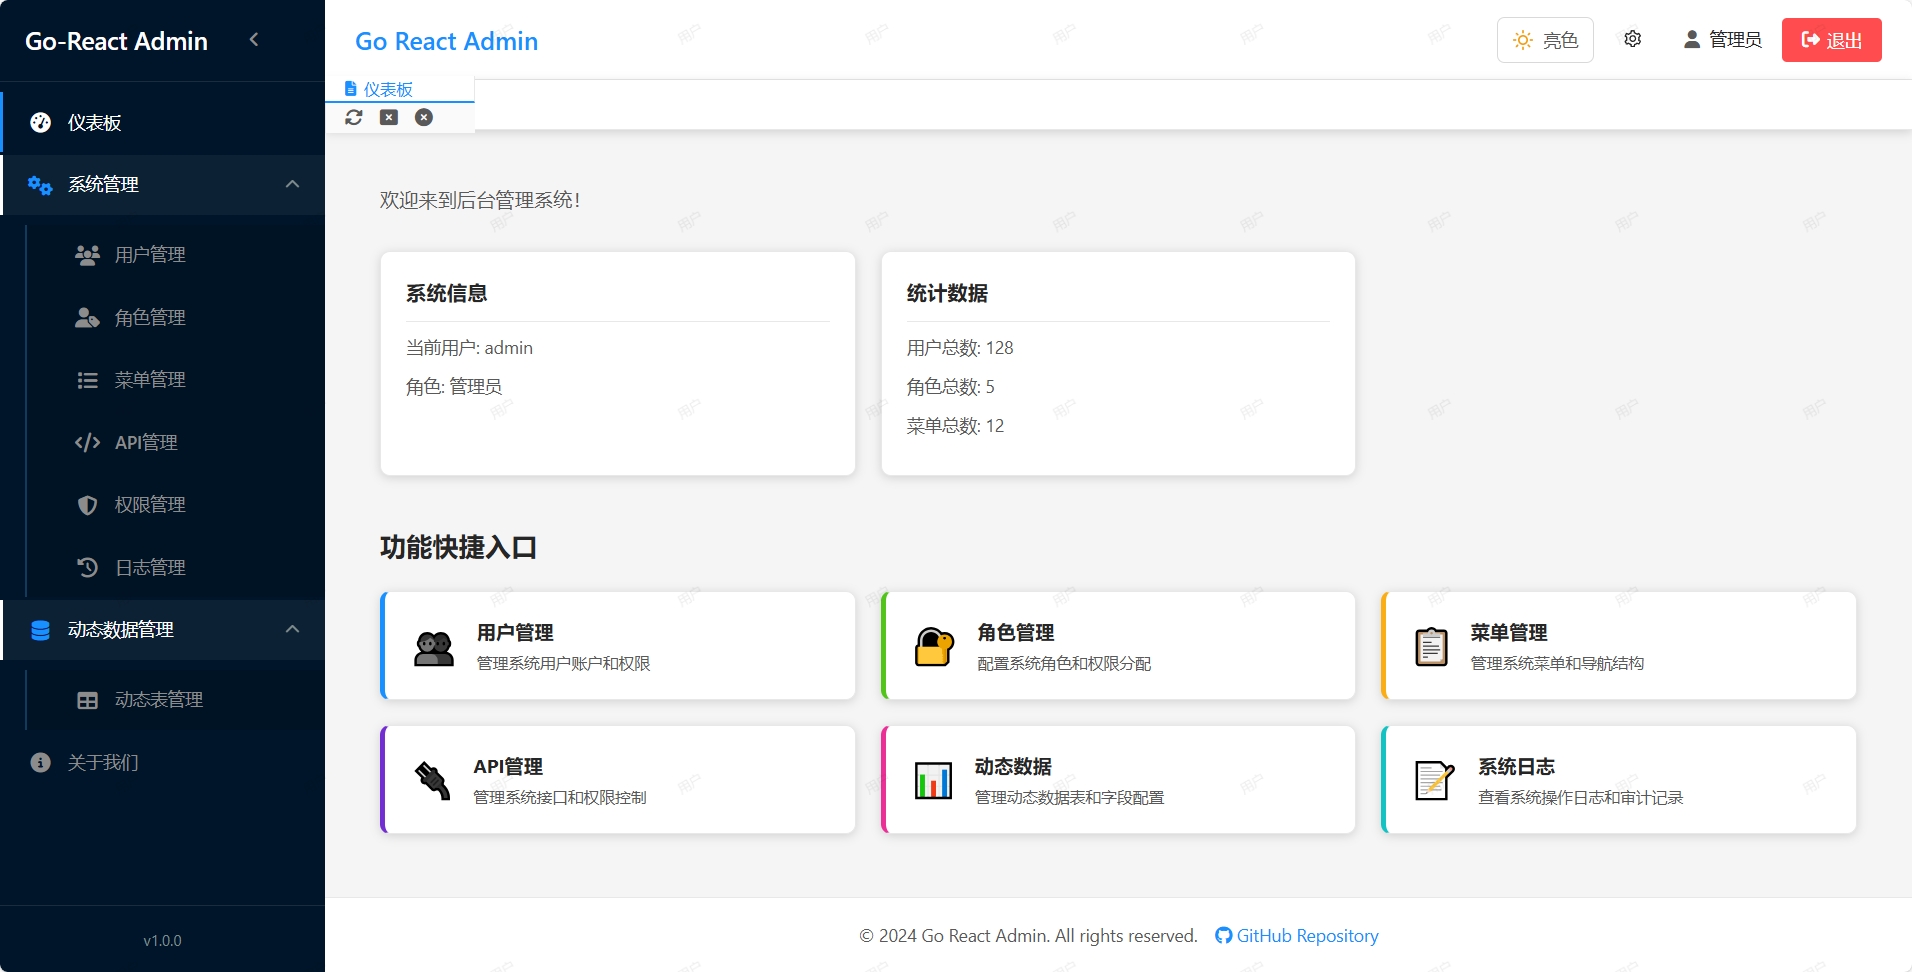 Go-React Admin
仪表板
系统管理
用户管理
角色管理
菜单管理
API管理
权限管理
日志管理
动态数据管理
动态表管理
关于我们
v1.0.0
Go React Admin
亮色
管理员
退出
仪表板
欢迎来到后台管理系统!
系统信息
当前用户: admin
角色: 管理员
统计数据
用户总数: 128
角色总数: 5
菜单总数: 12
功能快捷入口
用户管理
管理系统用户账户和权限
角色管理
配置系统角色和权限分配
菜单管理
管理系统菜单和导航结构
API管理
管理系统接口和权限控制
动态数据
管理动态数据表和字段配置
系统日志
查看系统操作日志和审计记录
© 2024 Go React Admin. All rights reserved. GitHub Repository
用户